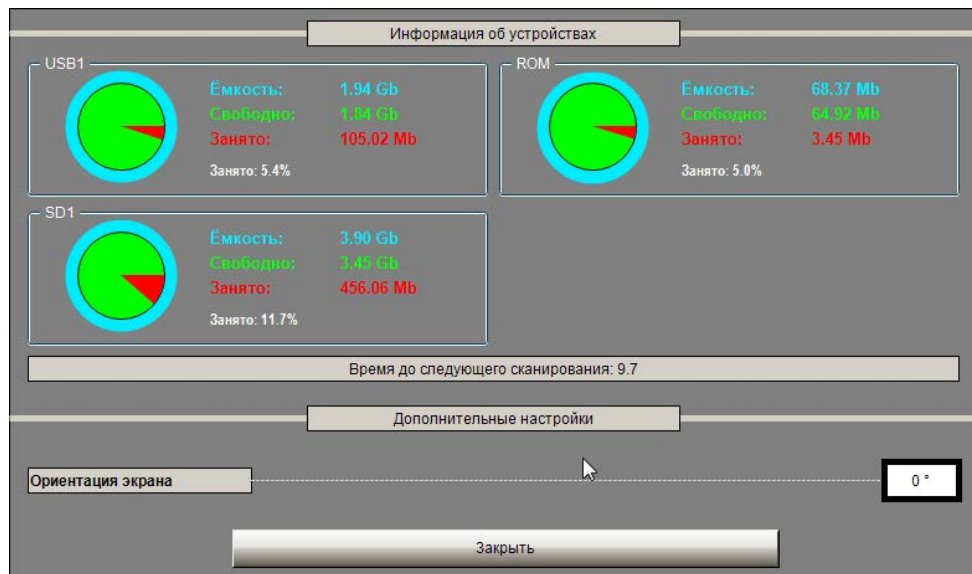 Информация об устройствах
USB1
Ёмкость: 1.94 Gb
Свободно: 1.84 Gb
Занято: 105.02 Mb
Занято: 5.4%
ROM
Ёмкость: 68.37 Mb
Свободно: 64.92 Mb
Занято: 3.45 Mb
Занято: 5.0%
SD1
Ёмкость: 3.90 Gb
Свободно: 3.45 Gb
Занято: 456.06 Mb
Занято: 11.7%
Время до следующего сканирования: 9.7
Дополнительные настройки
Ориентация экрана 0 °
Закрыть